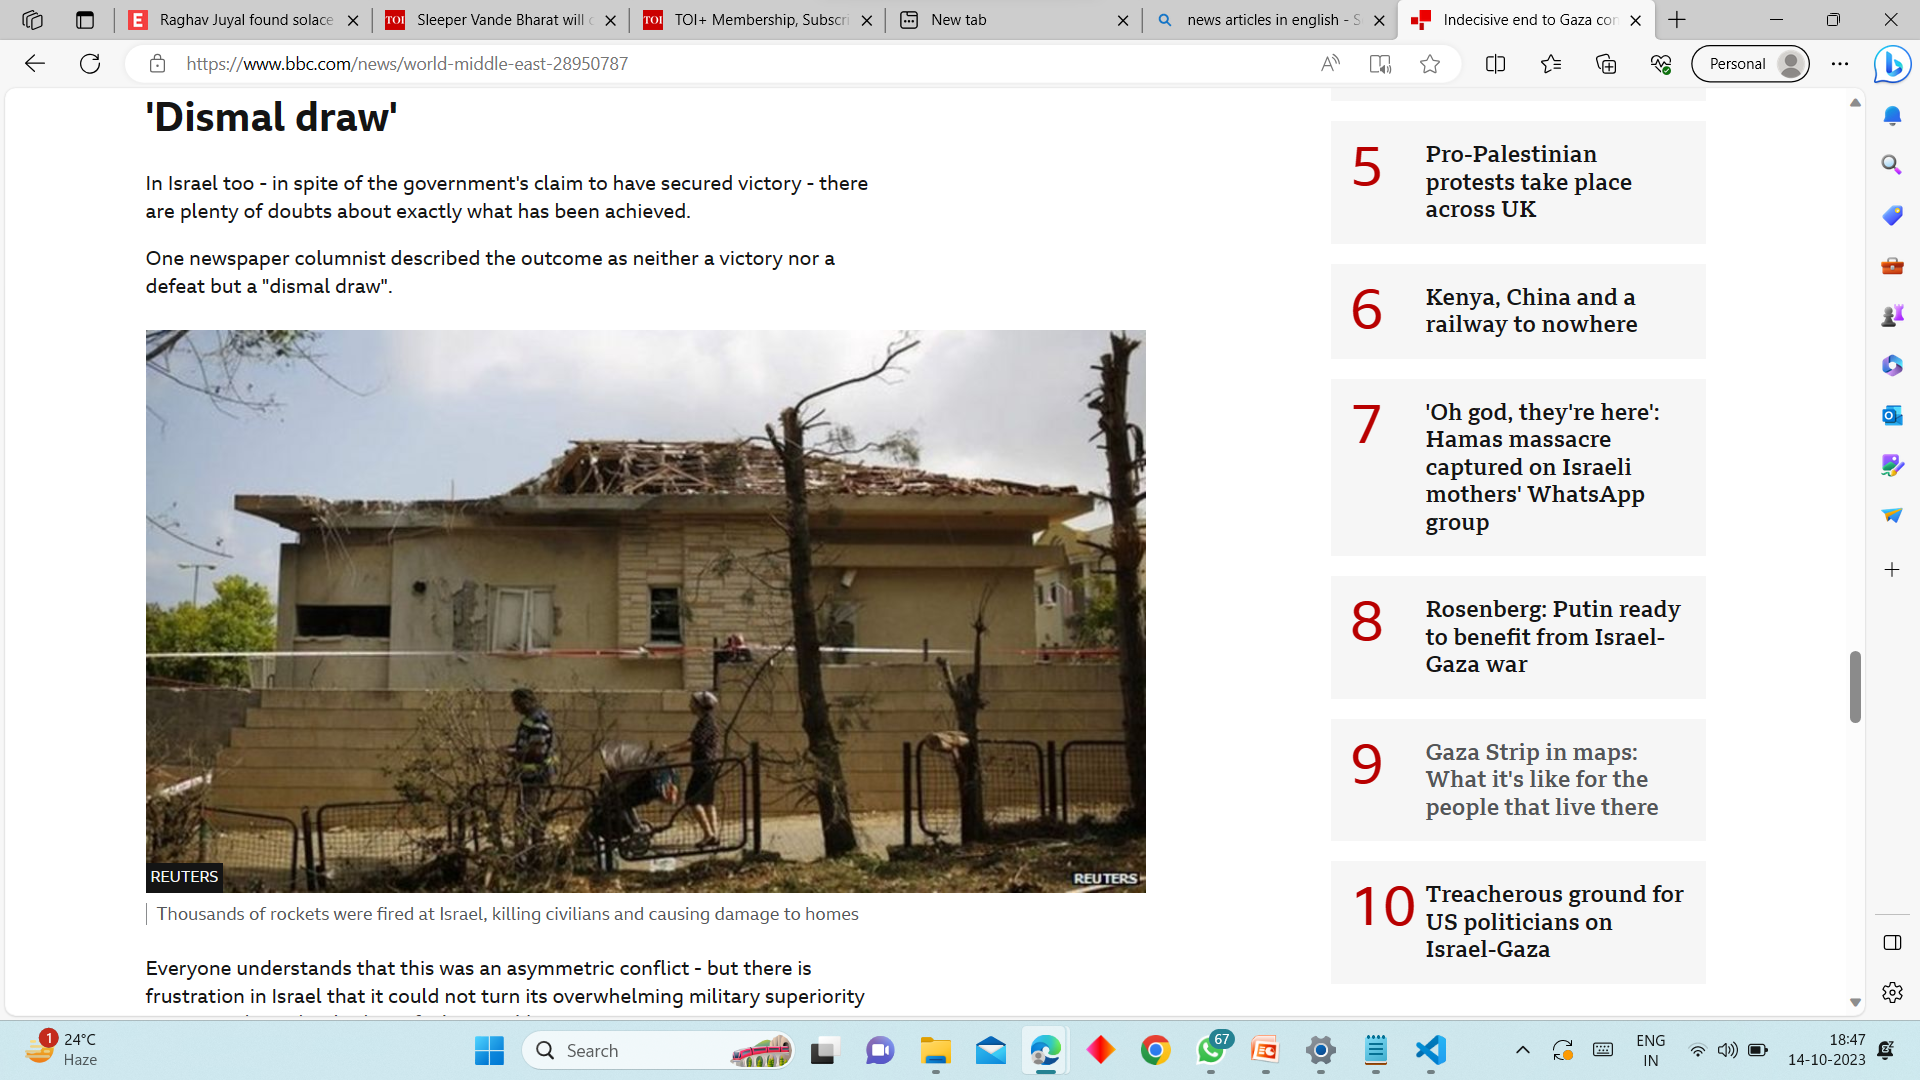 Raghav Juyal found solace
Sleeper Vande Bharat will
TOI+ Membership, Subscri
New tab
news articles in english - S
Indecisive end to Gaza con
https://www.bbc.com/news/world-middle-east-28950787
Personal
'Dismal draw'
In Israel too - in spite of the government's claim to have secured victory - there
are plenty of doubts about exactly what has been achieved.
One newspaper columnist described the outcome as neither a victory nor a
defeat but a "dismal draw".
REUTERS
REUTERS
Thousands of rockets were fired at Israel, killing civilians and causing damage to homes
Everyone understands that this was an asymmetric conflict - but there is
frustration in Israel that it could not turn its overwhelming military superiority
5
Pro-Palestinian
protests take place
across UK
6
Kenya, China and a
railway to nowhere
7
'Oh god, they're here':
Hamas massacre
captured on Israeli
mothers' WhatsApp
group
8
Rosenberg: Putin ready
to benefit from Israel-
Gaza war
9
Gaza Strip in maps:
What it's like for the
people that live there
10
Treacherous ground for
US politicians on
Israel-Gaza
1
24°C
Haze
Search
67
ENG
IN
18:47
14-10-2023